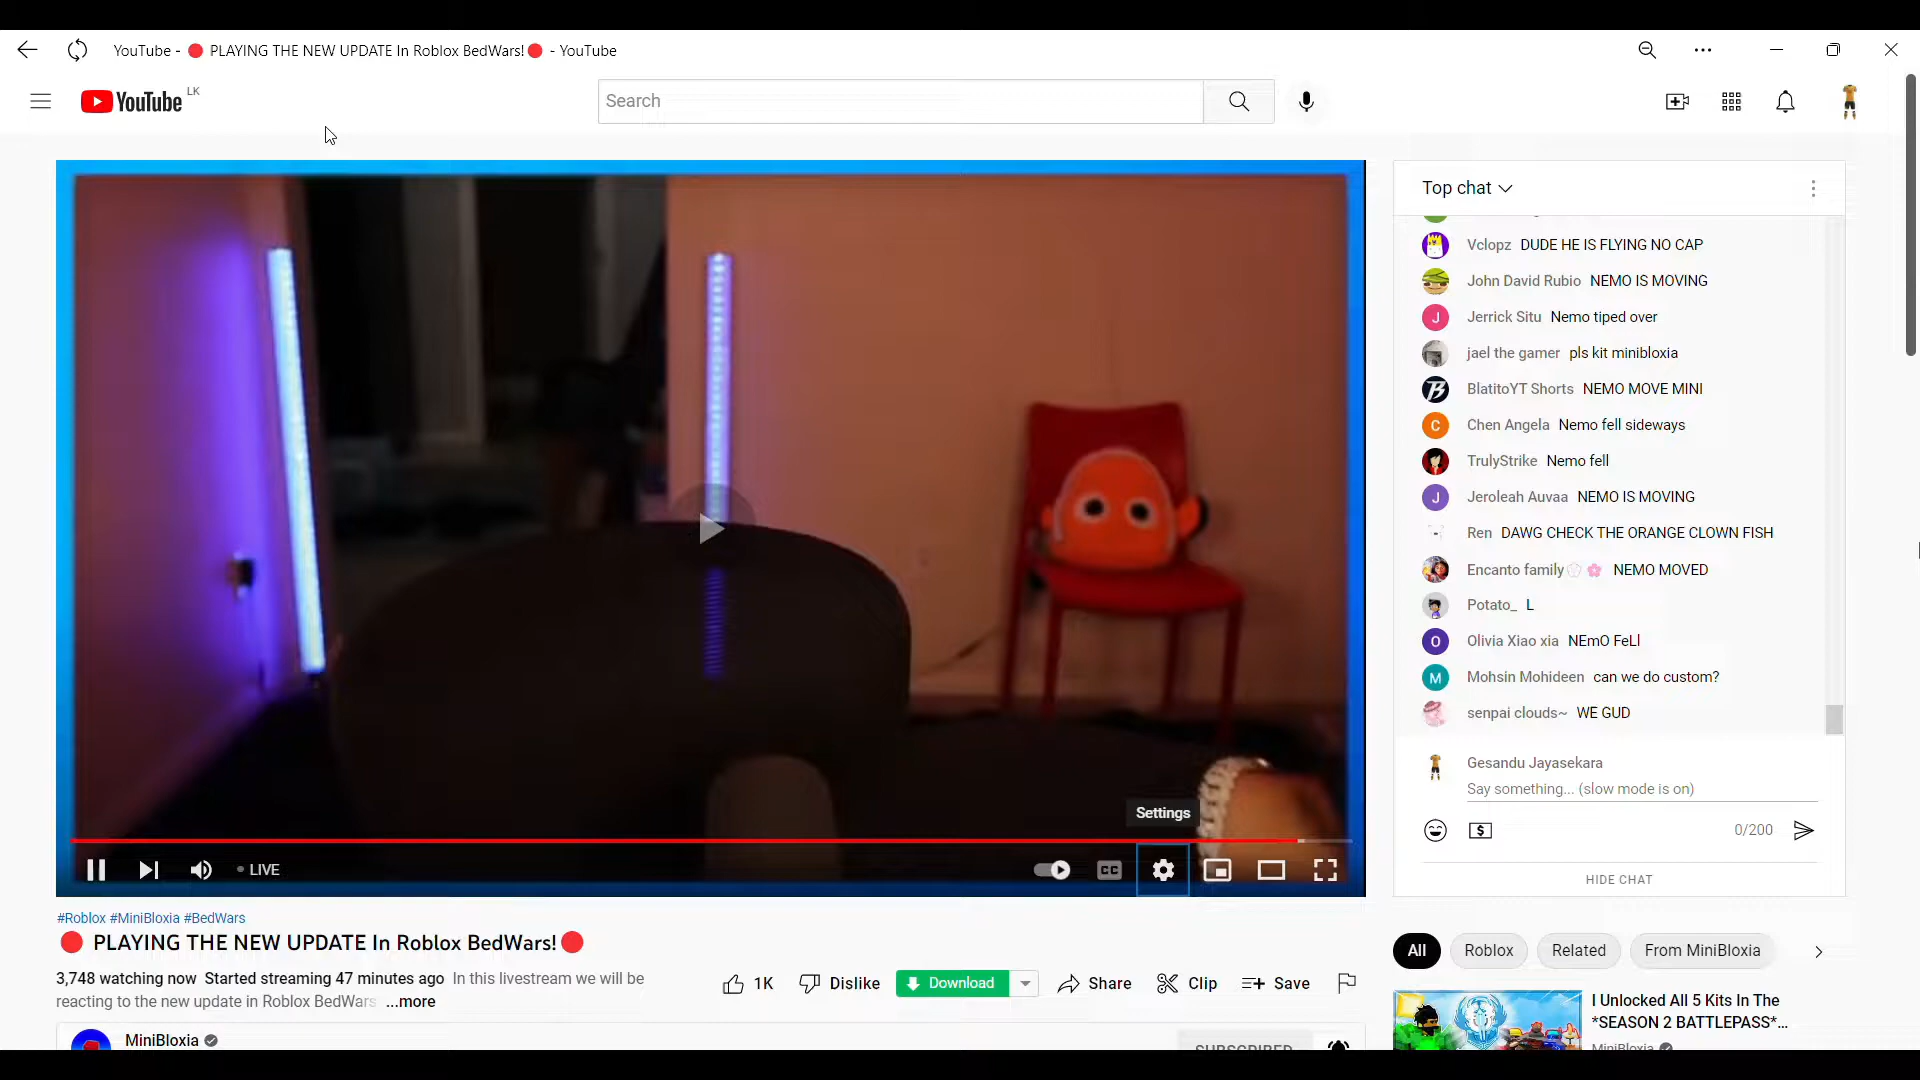 YouTube - 🔴 PLAYING THE NEW UPDATE In Roblox BedWars!🔴 - YouTube
YouTube LK
Search
Top chat
Vclopz DUDE HE IS FLYING NO CAP
John David Rubio NEMO IS MOVING
Jerrick Situ Nemo tiped over
jael the gamer pls kit minibloxia
BlatitoYT Shorts NEMO MOVE MINI
Chen Angela Nemo fell sideways
TrulyStrike Nemo fell
Jeroleah Auvaa NEMO IS MOVING
Ren DAWG CHECK THE ORANGE CLOWN FISH
Encanto family NEMO MOVED
Potato_ L
Olivia Xiao xia NEmO FeLl
Mohsin Mohideen can we do custom?
senpai clouds~ WE GUD
Gesandu Jayasekara
Say something... (slow mode is on)
0/200
HIDE CHAT
Settings
LIVE
CC
#Roblox #MiniBloxia #BedWars
🔴 PLAYING THE NEW UPDATE In Roblox BedWars!🔴
3,748 watching now Started streaming 47 minutes ago In this livestream we will be
reacting to the new update in Roblox BedWars ...more
1K Dislike Download Share Clip Save
MiniBloxia
SUBSCRIBED
All Roblox Related From MiniBloxia
I Unlocked All 5 Kits In The
*SEASON 2 BATTLEPASS*...
MiniBloxia